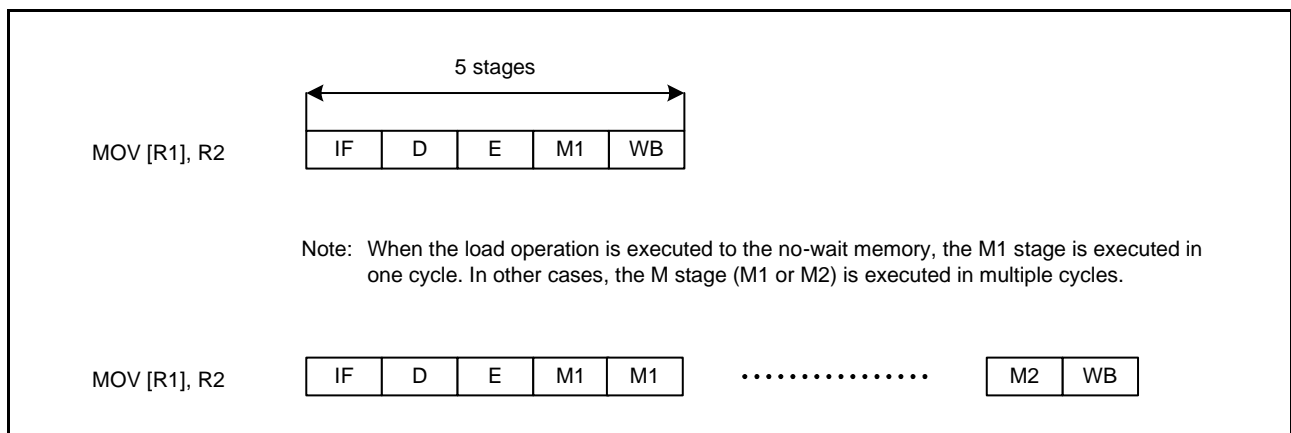 5 stages
MOV [R1], R2 IF D E M1 WB
Note: When the load operation is executed to the no-wait memory, the M1 stage is executed in
one cycle. In other cases, the M stage (M1 or M2) is executed in multiple cycles.
MOV [R1], R2 IF D E M1 M1 ................ M2 WB